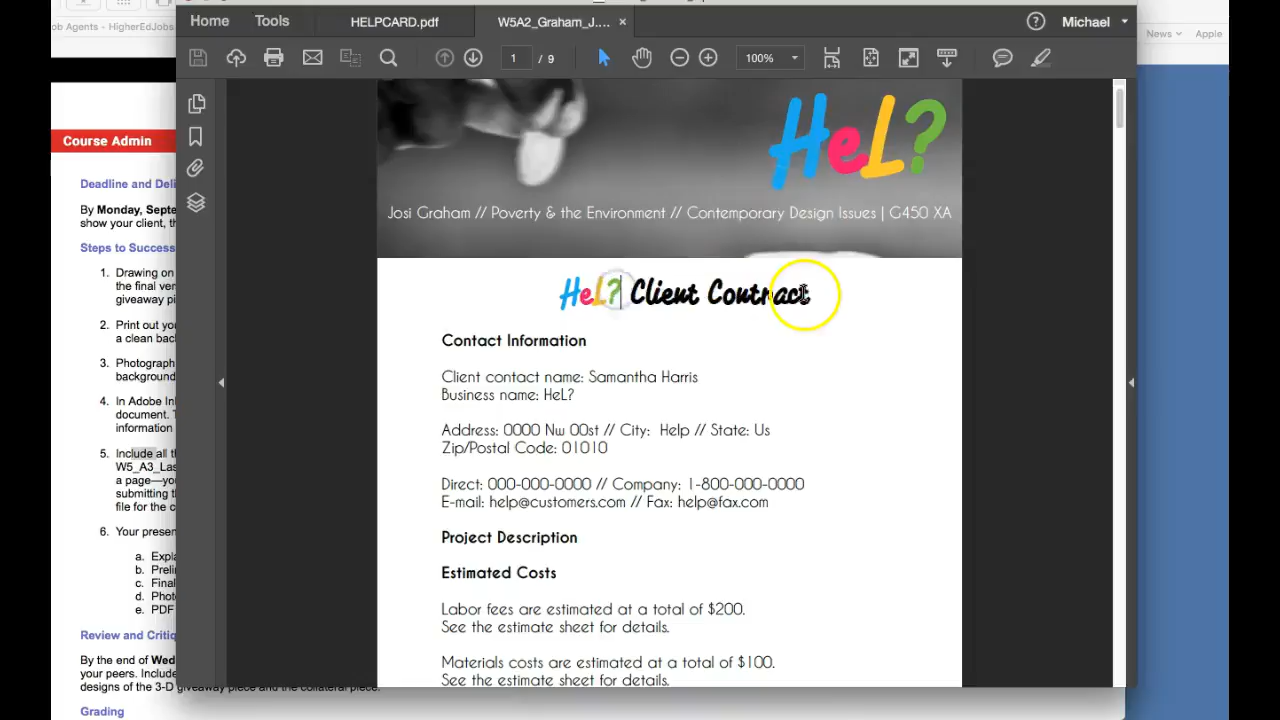 ob Agents - HigherEdJobs
News
Apple
Home
Tools
HELPCARD.pdf
W5A2_Graham_J....
×
?
Michael
1 / 9
100%
Course Admin
Deadline and Deli
By Monday, Septe
show your client, th
Steps to Success
1. Drawing on
the final ver
giveaway pi
2. Print out yo
a clean bac
3. Photograph
background
4. In Adobe In
document. T
information
5. Include all th
W5_A3_Las
a page—you
submitting th
file for the c
6. Your presen
a. Expla
b. Preli
c. Final
d. Phot
e. PDF
Review and Critiq
By the end of Wed
your peers. Include
designs of the 3-D giveaway piece and the collateral piece.
Grading
HeL?
Josi Graham // Poverty & the Environment // Contemporary Design Issues | G450 XA
HeL? Client Contract
Contact Information
Client contact name: Samantha Harris
Business name: HeL?
Address: 0000 Nw 00st // City: Help // State: Us
Zip/Postal Code: 01010
Direct: 000-000-0000 // Company: 1-800-000-0000
E-mail: help@customers.com // Fax: help@fax.com
Project Description
Estimated Costs
Labor fees are estimated at a total of $200.
See the estimate sheet for details.
Materials costs are estimated at a total of $100.
See the estimate sheet for details.